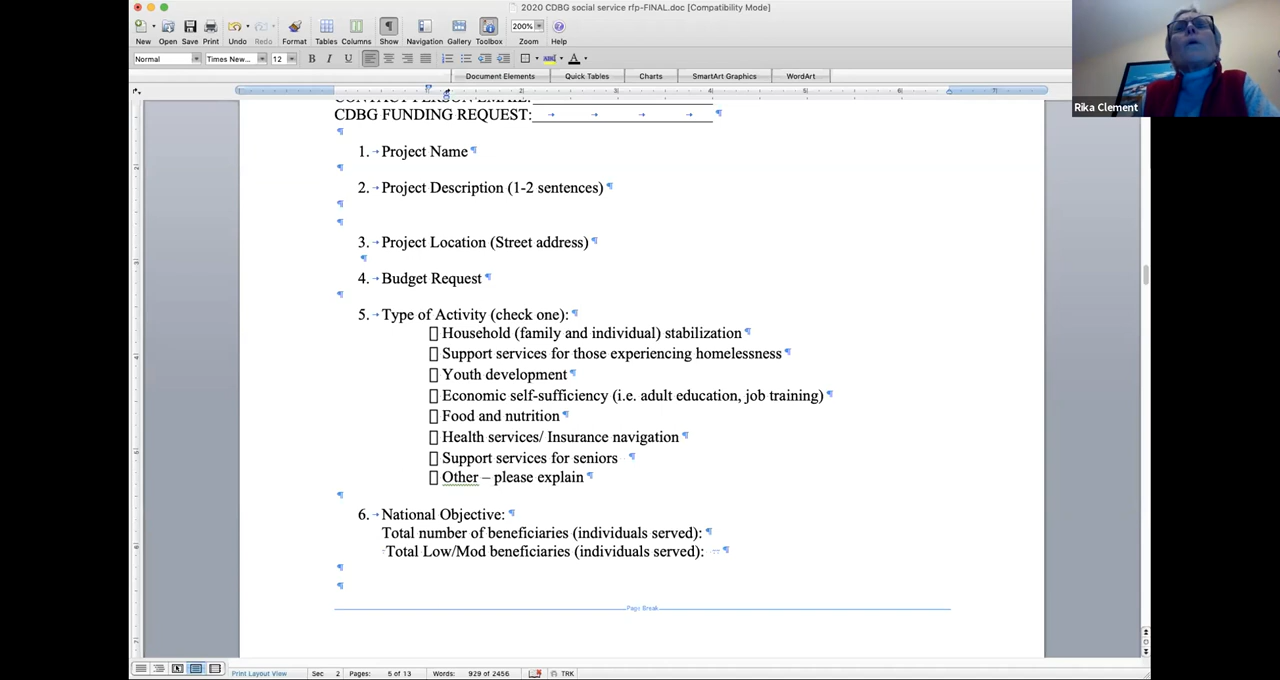 2020 CDBG social service rfp-FINAL.doc [Compatibility Mode]
New Open Save Print Undo Redo Format Tables Columns Show Navigation Gallery Toolbox Zoom Help
200%
Normal Times New... 12 B I U
Document Elements Quick Tables Charts SmartArt Graphics WordArt
Rika Clement
CONTACT PERSON EMAIL:
CDBG FUNDING REQUEST:
1. Project Name
2. Project Description (1-2 sentences)
3. Project Location (Street address)
4. Budget Request
5. Type of Activity (check one):
Household (family and individual) stabilization
Support services for those experiencing homelessness
Youth development
Economic self-sufficiency (i.e. adult education, job training)
Food and nutrition
Health services/ Insurance navigation
Support services for seniors
Other – please explain
6. National Objective:
Total number of beneficiaries (individuals served):
Total Low/Mod beneficiaries (individuals served):
Page Break
Print Layout View Sec 2 Pages: 5 of 13 Words: 929 of 2456 TRK